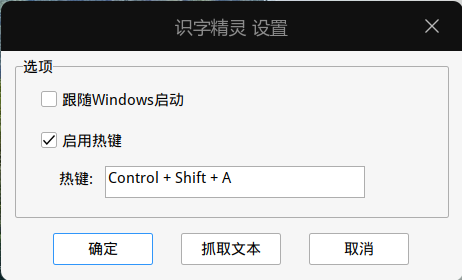 识字精灵 设置
选项
跟随Windows启动
启用热键
热键: Control + Shift + A
确定 抓取文本 取消